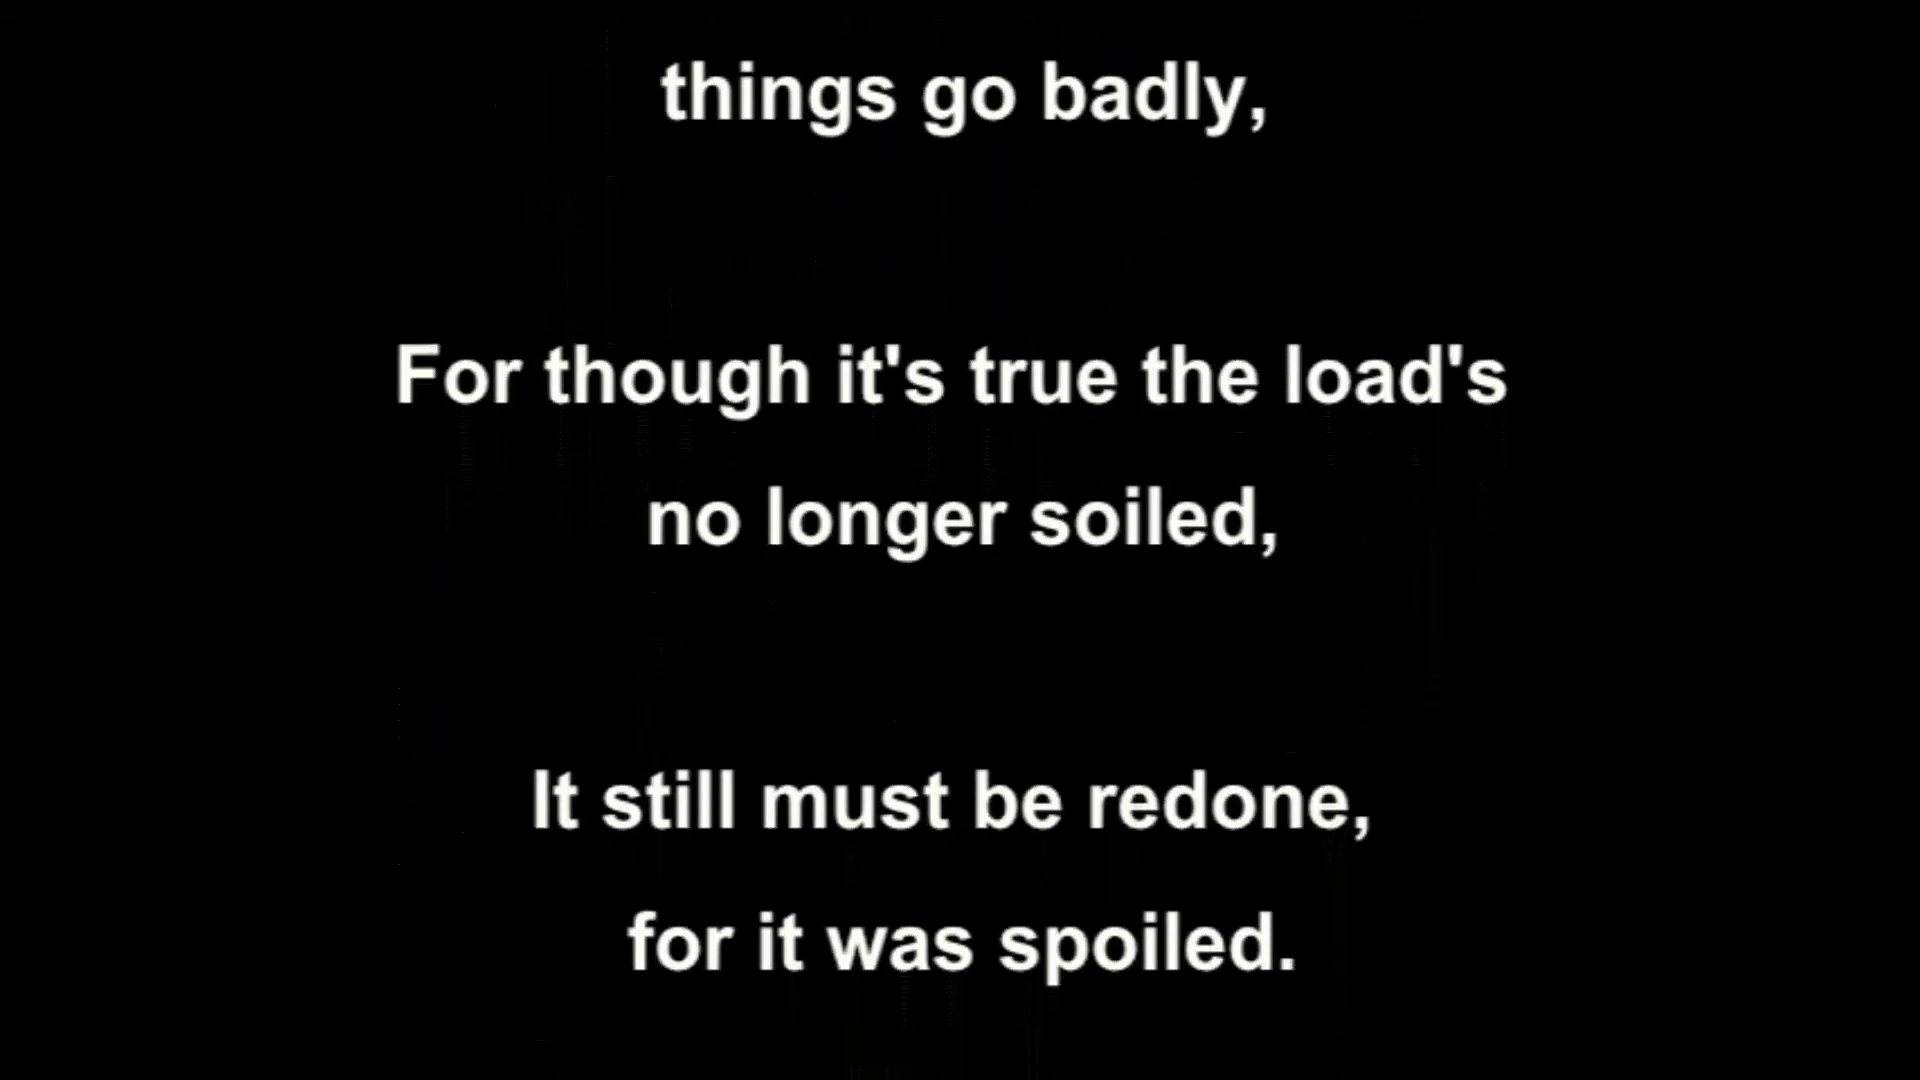 things go badly,
For though it's true the load's
no longer soiled,
It still must be redone,
for it was spoiled.